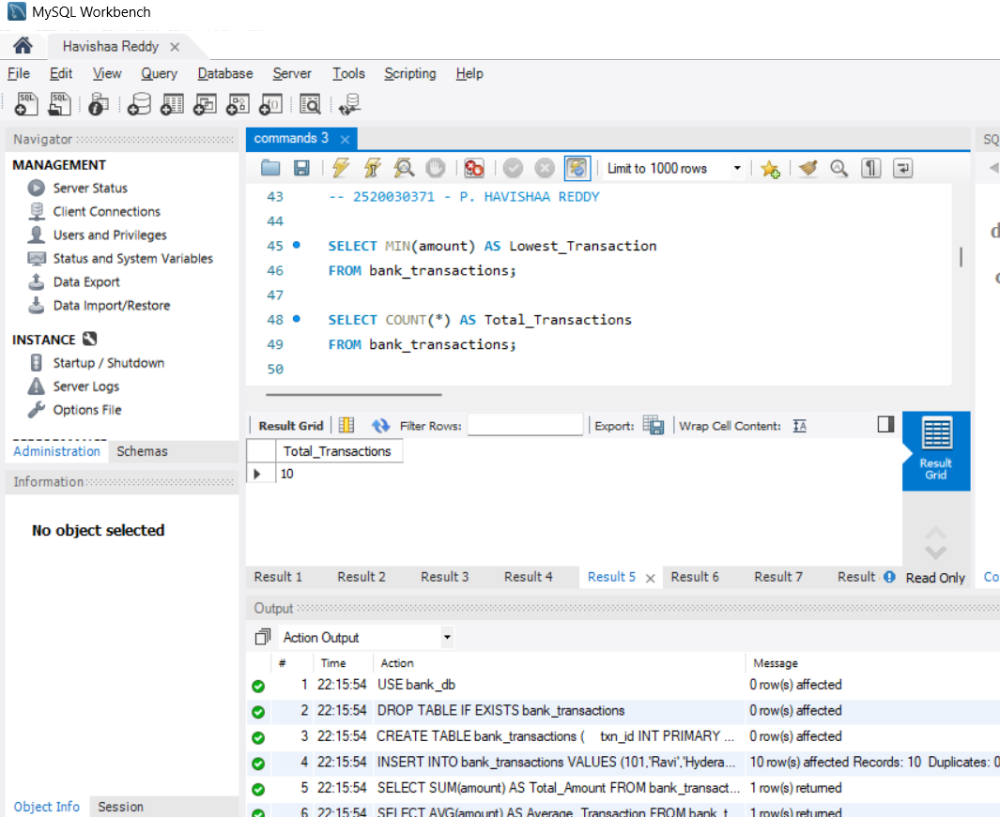 MySQL Workbench
Havishaa Reddy
File Edit View Query Database Server Tools Scripting Help
Navigator
MANAGEMENT
Server Status
Client Connections
Users and Privileges
Status and System Variables
Data Export
Data Import/Restore
INSTANCE
Startup / Shutdown
Server Logs
Options File
Administration Schemas
Information
No object selected
Object Info Session
commands 3
Limit to 1000 rows
43 -- 2520030371 - P. HAVISHAA REDDY
44
45 SELECT MIN(amount) AS Lowest_Transaction
46 FROM bank_transactions;
47
48 SELECT COUNT(*) AS Total_Transactions
49 FROM bank_transactions;
50
Result Grid Filter Rows: Export: Wrap Cell Content:
Total_Transactions
10
Result Grid
Result 1 Result 2 Result 3 Result 4 Result 5 Result 6 Result 7 Result Read Only
Output
Action Output
# Time Action Message
1 22:15:54 USE bank_db 0 row(s) affected
2 22:15:54 DROP TABLE IF EXISTS bank_transactions 0 row(s) affected
3 22:15:54 CREATE TABLE bank_transactions ( txn_id INT PRIMARY ... 0 row(s) affected
4 22:15:54 INSERT INTO bank_transactions VALUES (101,'Ravi','Hydera... 10 row(s) affected Records: 10 Duplicates: 0
5 22:15:54 SELECT SUM(amount) AS Total_Amount FROM bank_transact... 1 row(s) returned
6 22:15:54 SELECT AVG(amount) AS Average_Transaction FROM bank_t... 1 row(s) returned